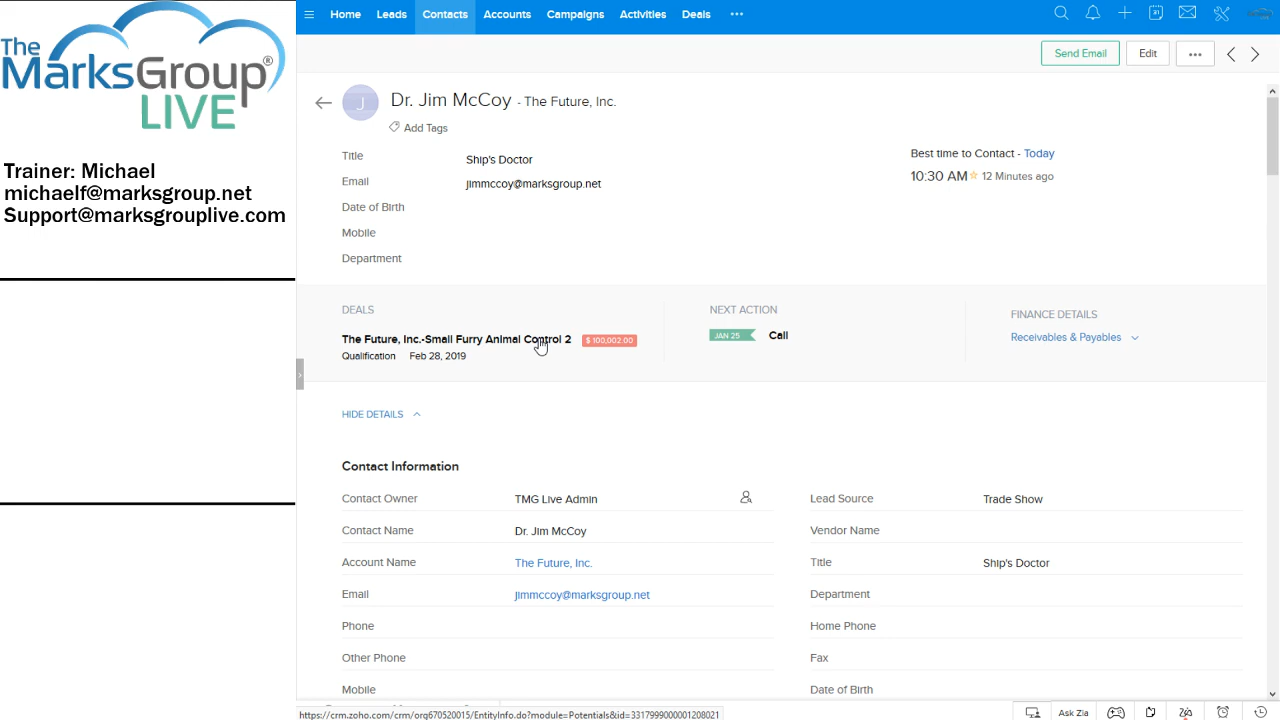 The
MarksGroup®
LIVE
Trainer: Michael
michaelf@marksgroup.net
Support@marksgrouplive.com
Home Leads Contacts Accounts Campaigns Activities Deals •••
Send Email Edit •••
J Dr. Jim McCoy - The Future, Inc.
Add Tags
Title Ship's Doctor
Email jimmccoy@marksgroup.net
Date of Birth
Mobile
Department
Best time to Contact - Today
10:30 AM 12 Minutes ago
DEALS
The Future, Inc.-Small Furry Animal Control 2 $ 100,002.00
Qualification Feb 28, 2019
NEXT ACTION
JAN 25 Call
FINANCE DETAILS
Receivables & Payables
HIDE DETAILS
Contact Information
Contact Owner TMG Live Admin Lead Source Trade Show
Contact Name Dr. Jim McCoy Vendor Name
Account Name The Future, Inc. Title Ship's Doctor
Email jimmccoy@marksgroup.net Department
Phone Home Phone
Other Phone Fax
Mobile Date of Birth
https://crm.zoho.com/crm/org670520015/EntityInfo.do?module=Potentials&id=3317999000001208021
Ask Zia